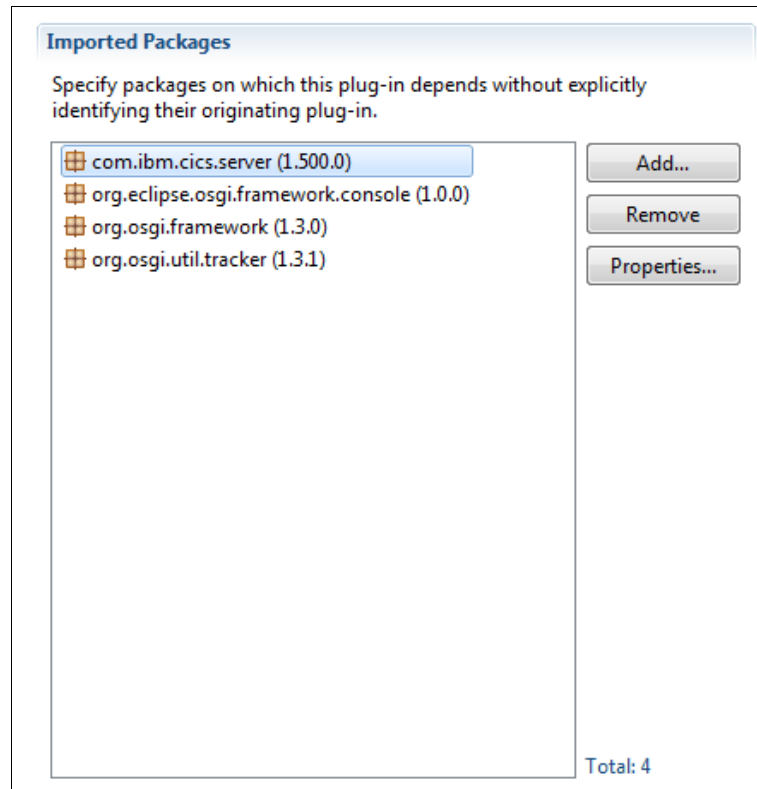 Imported Packages
Specify packages on which this plug-in depends without explicitly
identifying their originating plug-in.
com.ibm.cics.server (1.500.0)
org.eclipse.osgi.framework.console (1.0.0)
org.osgi.framework (1.3.0)
org.osgi.util.tracker (1.3.1)
Add...
Remove
Properties...
Total: 4